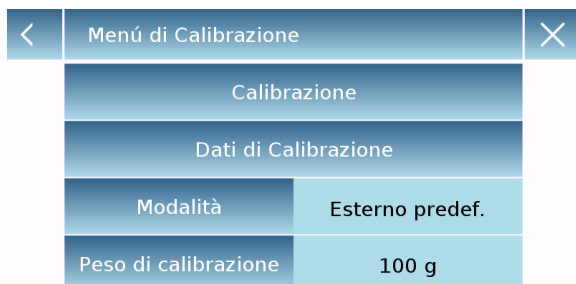 Menú di Calibrazione
Calibrazione
Dati di Calibrazione
Modalità Esterno predef.
Peso di calibrazione 100 g